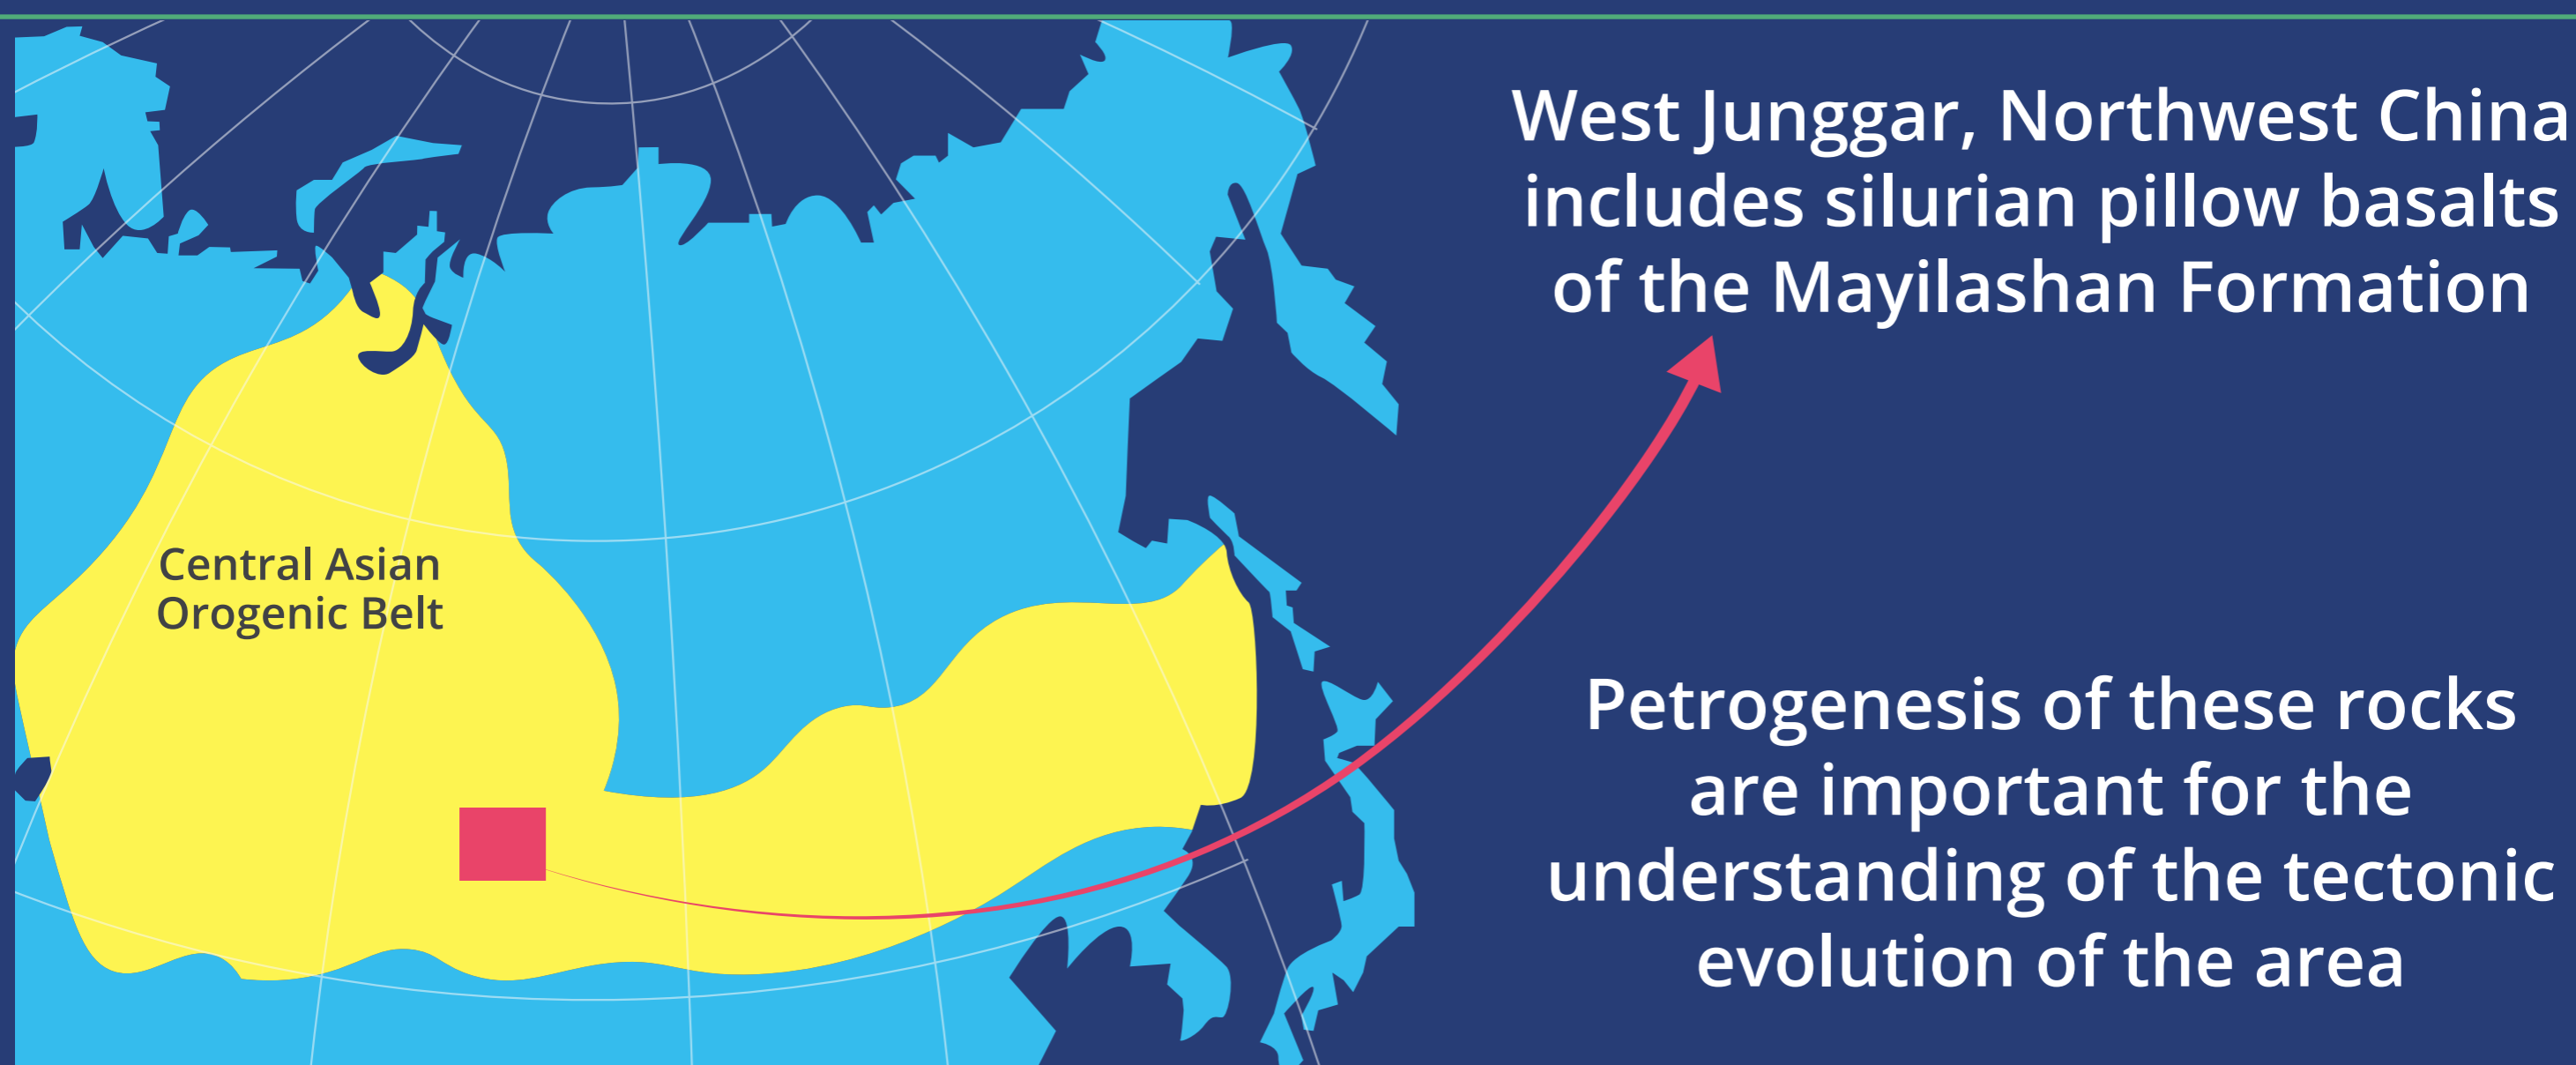 West Junggar, Northwest China
includes silurian pillow basalts
of the Mayilashan Formation
Central Asian
Orogenic Belt
Petrogenesis of these rocks
are important for the
understanding of the tectonic
evolution of the area